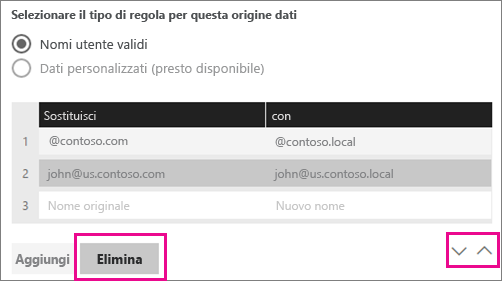 Selezionare il tipo di regola per questa origine dati
Nomi utente validi
Dati personalizzati (presto disponibile)
Sostituisci con
1 @contoso.com @contoso.local
2 john@us.contoso.com john@us.contoso.local
3 Nome originale Nuovo nome
Aggiungi Elimina